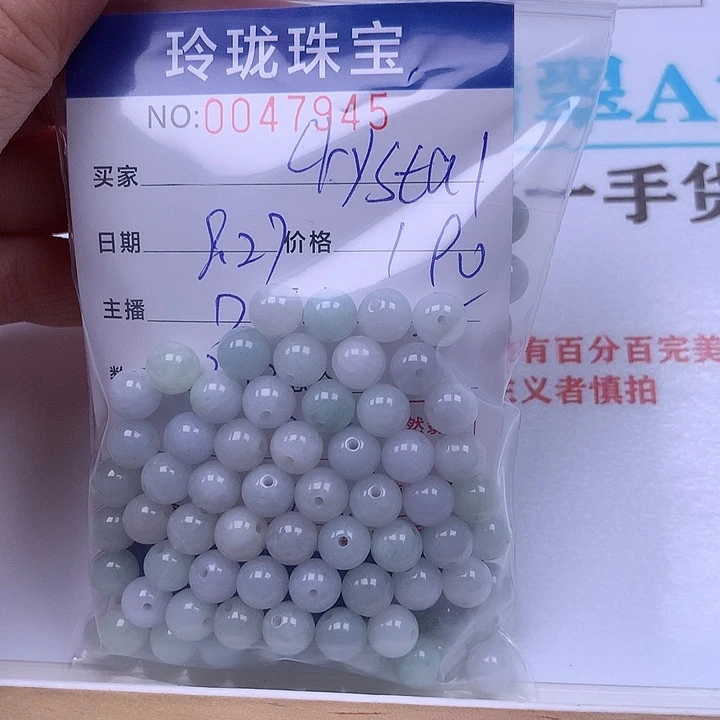 玲珑珠宝
NO:0047945
买家 Crystal
日期 8.27 价格
主播
翠A
一手货
有百分百完美
主义者慎拍